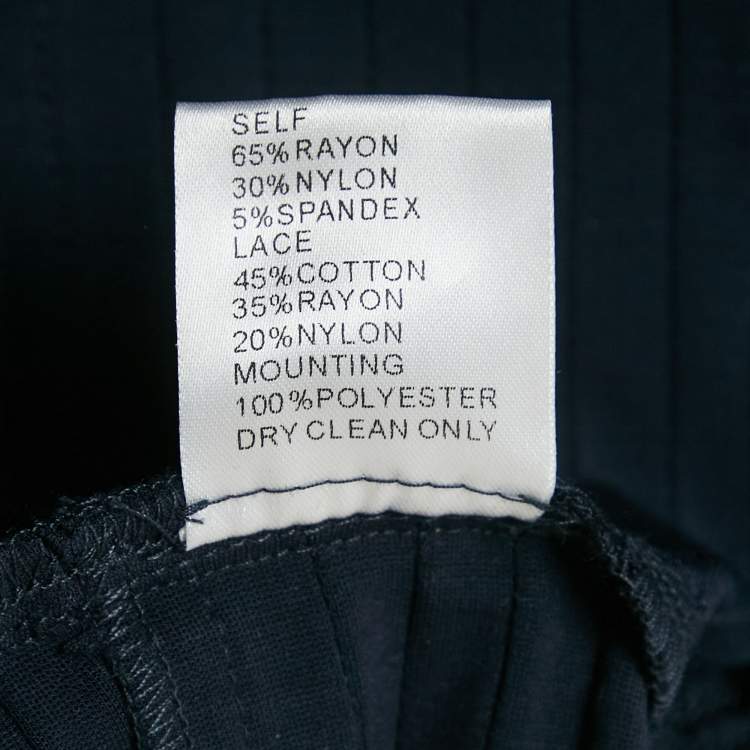 SELF
65%RAYON
30%NYLON
5%SPANDEX
LACE
45%COTTON
35%RAYON
20%NYLON
MOUNTING
100%POLYESTER
DRY CLEAN ONLY